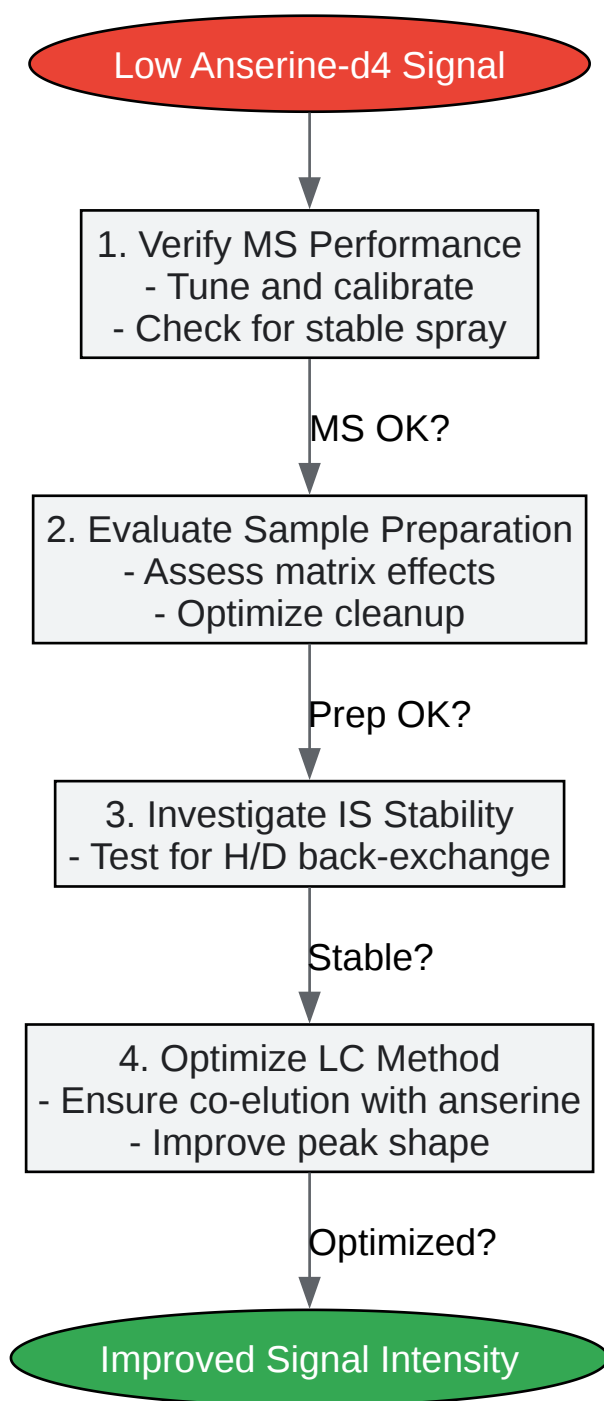 Low Anserine-d4 Signal
1. Verify MS Performance
- Tune and calibrate
- Check for stable spray
MS OK?
2. Evaluate Sample Preparation
- Assess matrix effects
- Optimize cleanup
Prep OK?
3. Investigate IS Stability
- Test for H/D back-exchange
Stable?
4. Optimize LC Method
- Ensure co-elution with anserine
- Improve peak shape
Optimized?
Improved Signal Intensity